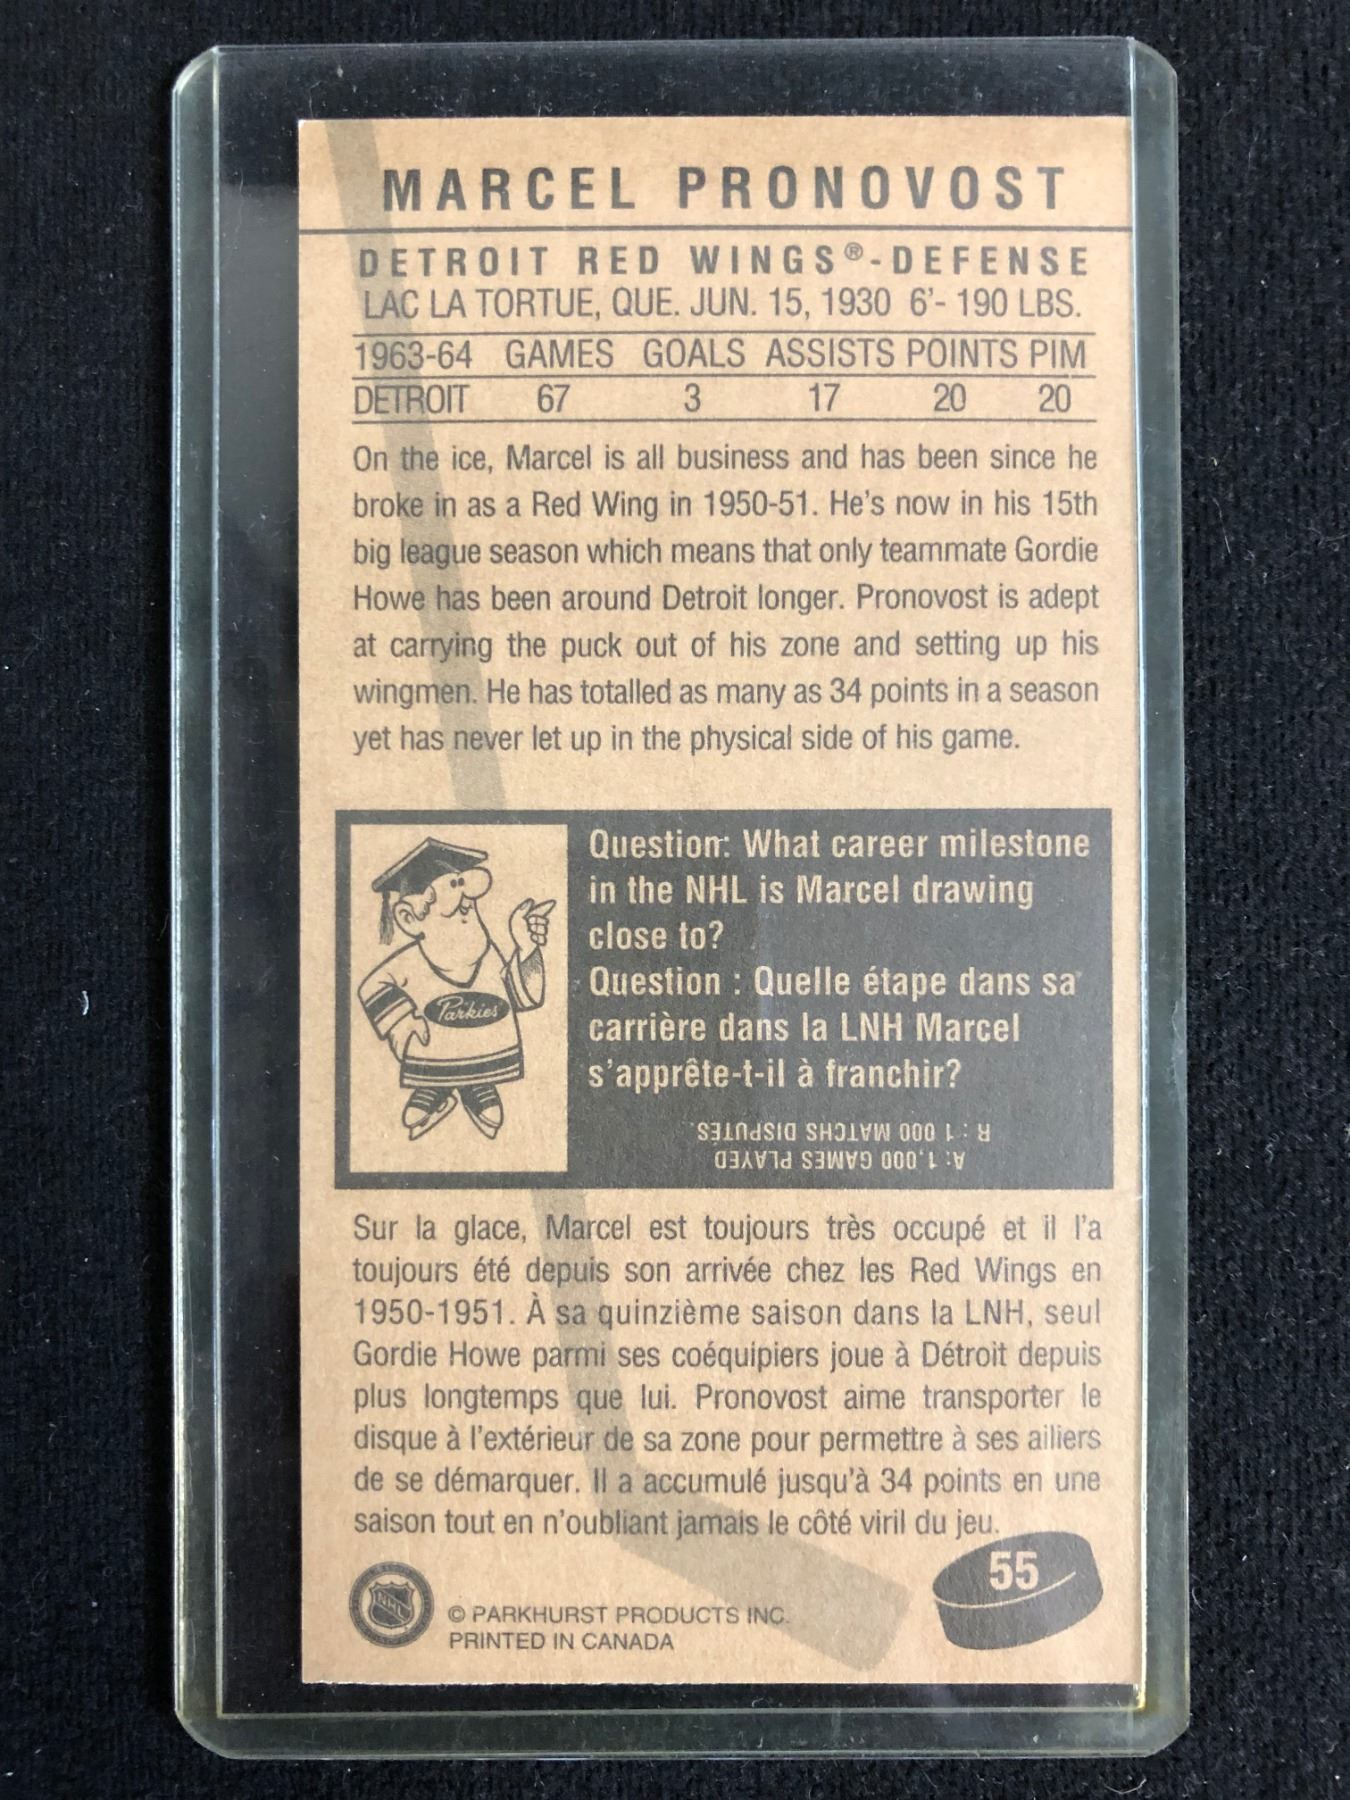 MARCEL PRONOVOST
DETROIT RED WINGS®-DEFENSE
LAC LA TORTUE, QUE. JUN. 15, 1930 6'- 190 LBS.
1963-64 GAMES GOALS ASSISTS POINTS PIM
DETROIT 67 3 17 20 20
On the ice, Marcel is all business and has been since he
broke in as a Red Wing in 1950-51. He's now in his 15th
big league season which means that only teammate Gordie
Howe has been around Detroit longer. Pronovost is adept
at carrying the puck out of his zone and setting up his
wingmen. He has totalled as many as 34 points in a season
yet has never let up in the physical side of his game.
Parkies
Question: What career milestone
in the NHL is Marcel drawing
close to?
Question : Quelle étape dans sa
carrière dans la LNH Marcel
s'apprête-t-il à franchir?
A: 1,000 GAMES PLAYED
R : 1 000 MATCHS DISPUTÉS.
Sur la glace, Marcel est toujours très occupé et il l'a
toujours été depuis son arrivée chez les Red Wings en
1950-1951. À sa quinzième saison dans la LNH, seul
Gordie Howe parmi ses coéquipiers joue à Détroit depuis
plus longtemps que lui. Pronovost aime transporter le
disque à l'extérieur de sa zone pour permettre à ses ailiers
de se démarquer. Il a accumulé jusqu'à 34 points en une
saison tout en n'oubliant jamais le côté viril du jeu.
55
NHL
© PARKHURST PRODUCTS INC.
PRINTED IN CANADA